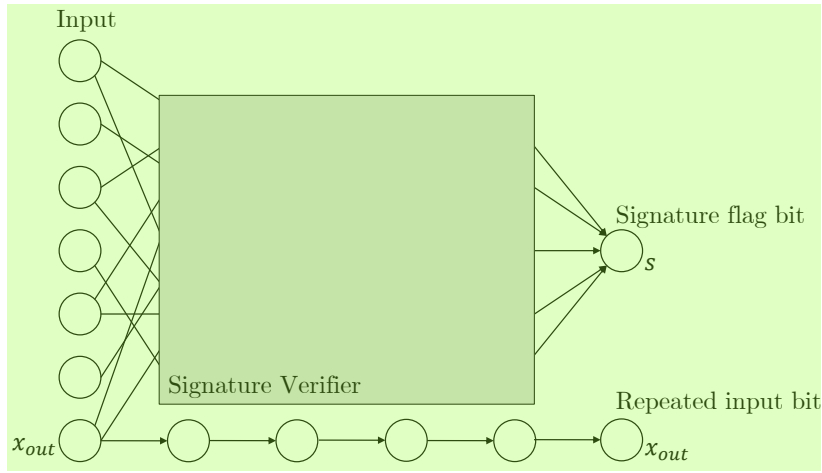 Input
Signature flag bit
s
Signature Verifier
Repeated input bit
x_out
x_out